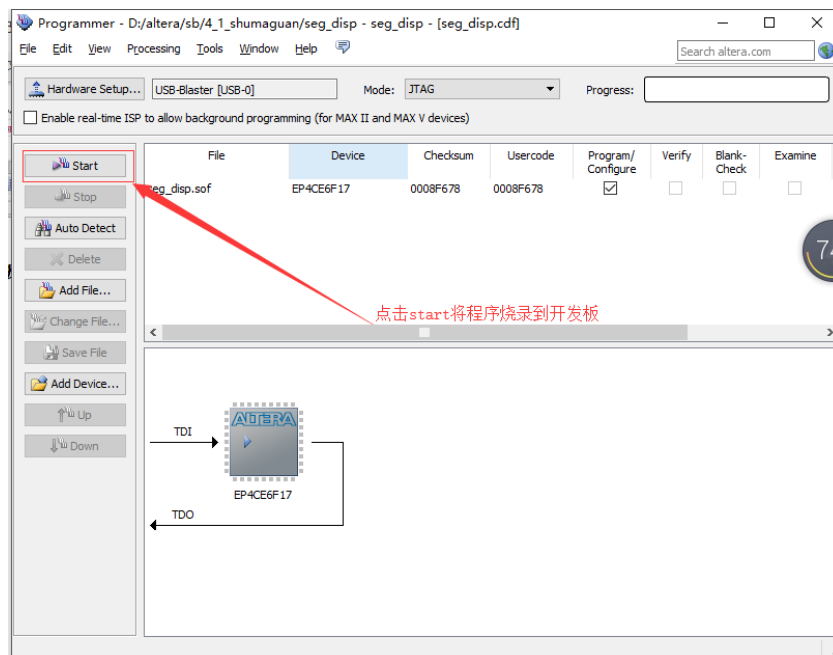 Programmer - D:/altera/sb/4_1_shumaguan/seg_disp - seg_disp - [seg_disp.cdf]
File Edit View Processing Tools Window Help
Search altera.com
Hardware Setup... USB-Blaster [USB-0] Mode: JTAG Progress:
Enable real-time ISP to allow background programming (for MAX II and MAX V devices)
Start
Stop
Auto Detect
Delete
Add File...
Change File...
Save File
Add Device...
Up
Down
File Device Checksum Usercode Program/ Verify Blank- Examine
Configure Check
seg_disp.sof EP4CE6F17 0008F678 0008F678
74
点击start将程序烧录到开发板
ALTERA
TDI
EP4CE6F17
TDO